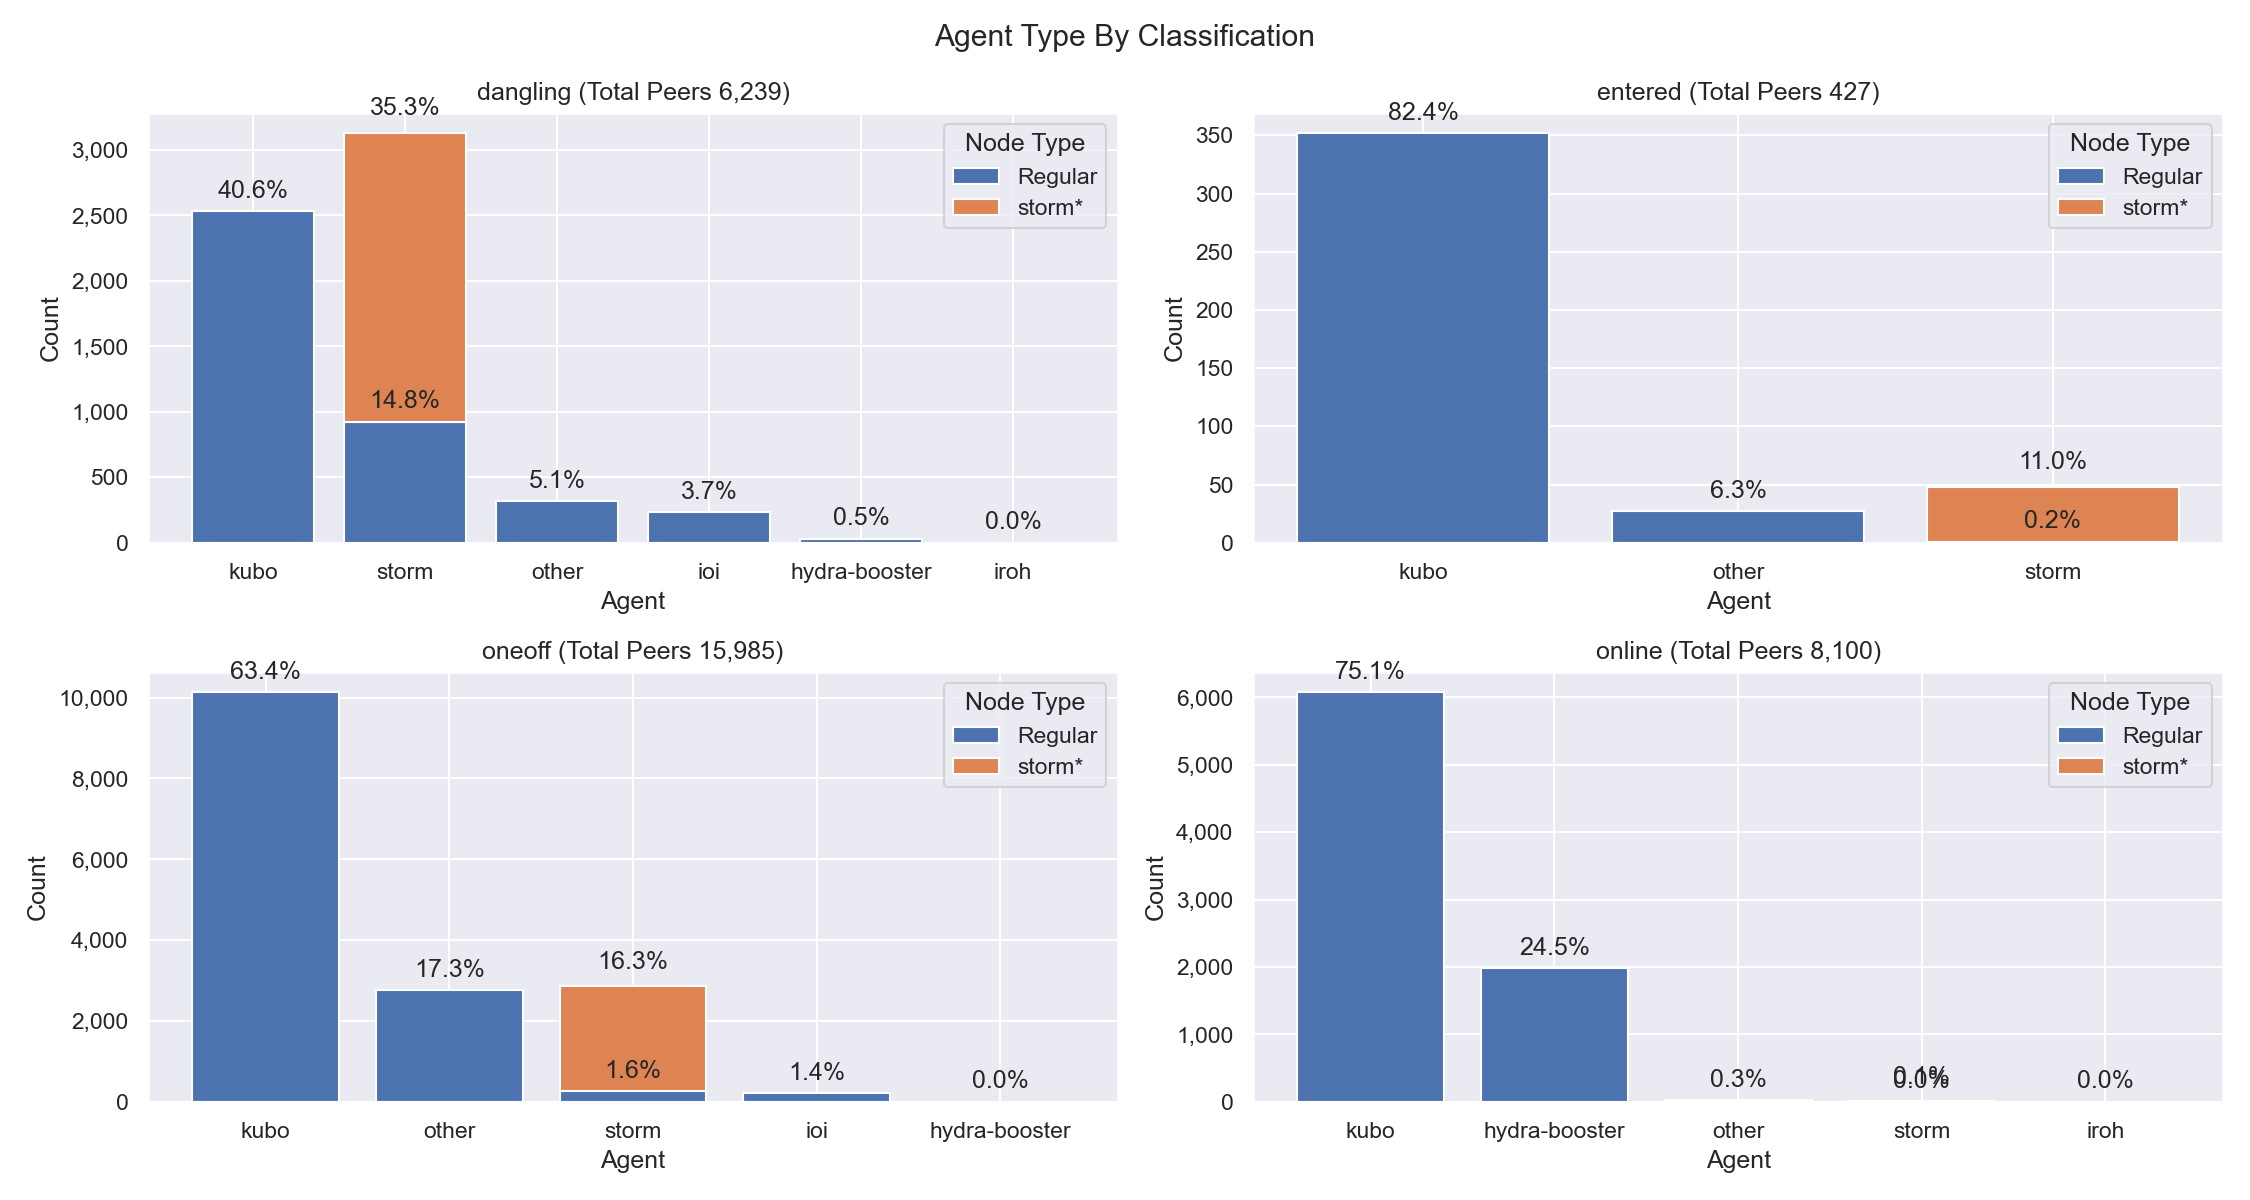 Agent Type By Classification
dangling (Total Peers 6,239)
35.3%
40.6%
14.8%
5.1%
3.7%
0.5%
0.0%
Node Type
Regular
storm*
3,000
2,500
2,000
1,500
1,000
500
0
Count
kubo
storm
other
ioi
hydra-booster
iroh
Agent
entered (Total Peers 427)
82.4%
6.3%
11.0%
0.2%
Node Type
Regular
storm*
350
300
250
200
150
100
50
0
Count
kubo
other
storm
Agent
oneoff (Total Peers 15,985)
63.4%
17.3%
16.3%
1.6%
1.4%
0.0%
Node Type
Regular
storm*
10,000
8,000
6,000
4,000
2,000
0
Count
kubo
other
storm
ioi
hydra-booster
Agent
online (Total Peers 8,100)
75.1%
24.5%
0.3%
0.1%
0.0%
0.0%
Node Type
Regular
storm*
6,000
5,000
4,000
3,000
2,000
1,000
0
Count
kubo
hydra-booster
other
storm
iroh
Agent